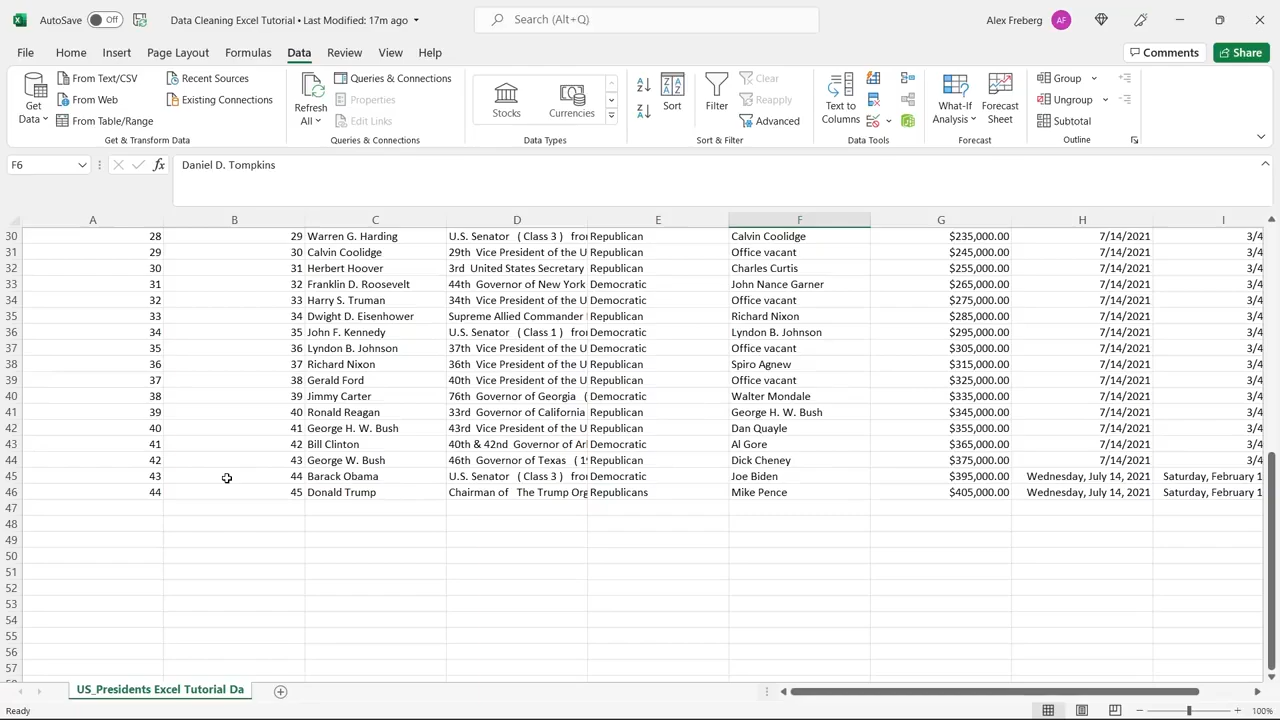 AutoSave Off Data Cleaning Excel Tutorial • Last Modified: 17m ago Search (Alt+Q) Alex Freberg AF
File Home Insert Page Layout Formulas Data Review View Help Comments Share
Get Data From Text/CSV From Web From Table/Range Recent Sources Existing Connections
Get & Transform Data
Refresh All Queries & Connections Properties Edit Links
Queries & Connections
Stocks Currencies
Data Types
Sort Filter Clear Reapply Advanced
Sort & Filter
Text to Columns
Data Tools
What-If Analysis Forecast Sheet
Forecast
Group Ungroup Subtotal
Outline
F6 fx Daniel D. Tompkins
A B C D E F G H I
30 28 29 Warren G. Harding U.S. Senator ( Class 3 ) fro Republican Calvin Coolidge $235,000.00 7/14/2021 3/4
31 29 30 Calvin Coolidge 29th Vice President of the U Republican Office vacant $245,000.00 7/14/2021 3/4
32 30 31 Herbert Hoover 3rd United States Secretary Republican Charles Curtis $255,000.00 7/14/2021 3/4
33 31 32 Franklin D. Roosevelt 44th Governor of New York Democratic John Nance Garner $265,000.00 7/14/2021 3/4
34 32 33 Harry S. Truman 34th Vice President of the U Democratic Office vacant $275,000.00 7/14/2021 3/4
35 33 34 Dwight D. Eisenhower Supreme Allied Commander Republican Richard Nixon $285,000.00 7/14/2021 3/4
36 34 35 John F. Kennedy U.S. Senator ( Class 1 ) fro Democratic Lyndon B. Johnson $295,000.00 7/14/2021 3/4
37 35 36 Lyndon B. Johnson 37th Vice President of the U Democratic Office vacant $305,000.00 7/14/2021 3/4
38 36 37 Richard Nixon 36th Vice President of the U Republican Spiro Agnew $315,000.00 7/14/2021 3/4
39 37 38 Gerald Ford 40th Vice President of the U Republican Office vacant $325,000.00 7/14/2021 3/4
40 38 39 Jimmy Carter 76th Governor of Georgia ( Democratic Walter Mondale $335,000.00 7/14/2021 3/4
41 39 40 Ronald Reagan 33rd Governor of California Republican George H. W. Bush $345,000.00 7/14/2021 3/4
42 40 41 George H. W. Bush 43rd Vice President of the U Republican Dan Quayle $355,000.00 7/14/2021 3/4
43 41 42 Bill Clinton 40th & 42nd Governor of Ar Democratic Al Gore $365,000.00 7/14/2021 3/4
44 42 43 George W. Bush 46th Governor of Texas ( 19 Republican Dick Cheney $375,000.00 7/14/2021 3/4
45 43 44 Barack Obama U.S. Senator ( Class 3 ) fro Democratic Joe Biden $395,000.00 Wednesday, July 14, 2021 Saturday, February 1
46 44 45 Donald Trump Chairman of The Trump Org Republicans Mike Pence $405,000.00 Wednesday, July 14, 2021 Saturday, February 1
47
48
49
50
51
52
53
54
55
56
57
US_Presidents Excel Tutorial Da
Ready 100%